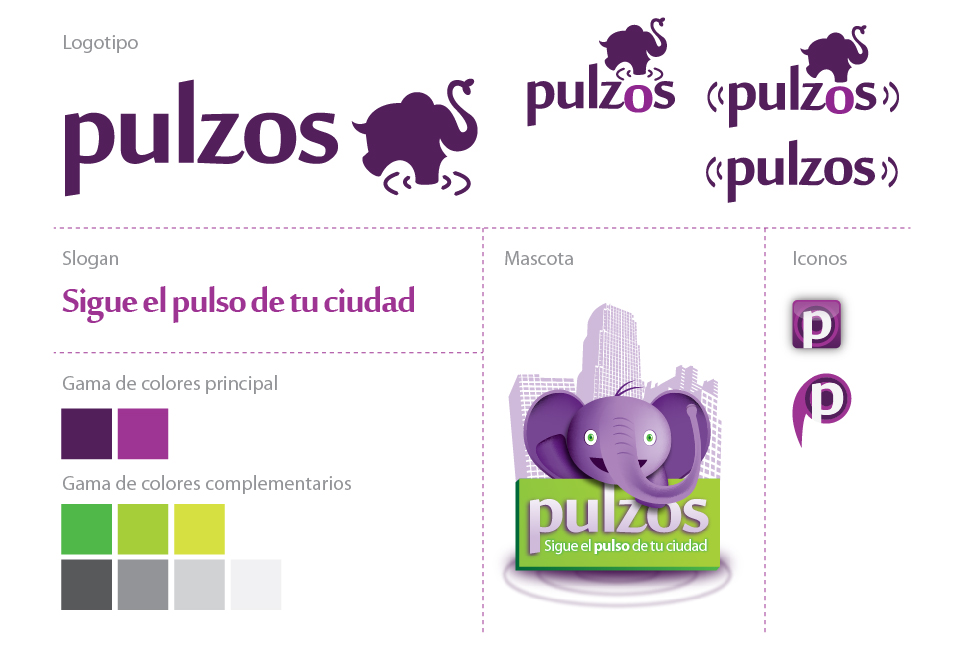 Logotipo
pulzos
pulzos
pulzos
pulzos
Slogan
Sigue el pulso de tu ciudad
Gama de colores principal
Gama de colores complementarios
Mascota
pulzos
Sigue el pulso de tu ciudad
Iconos
p
p